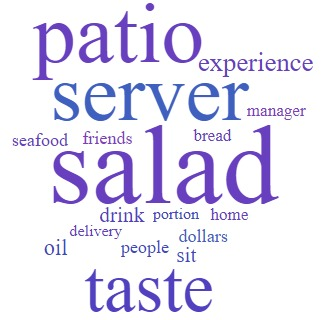 patio
experience
server
manager
seafood friends bread
salad
drink portion home
delivery
oil people dollars
sit
taste